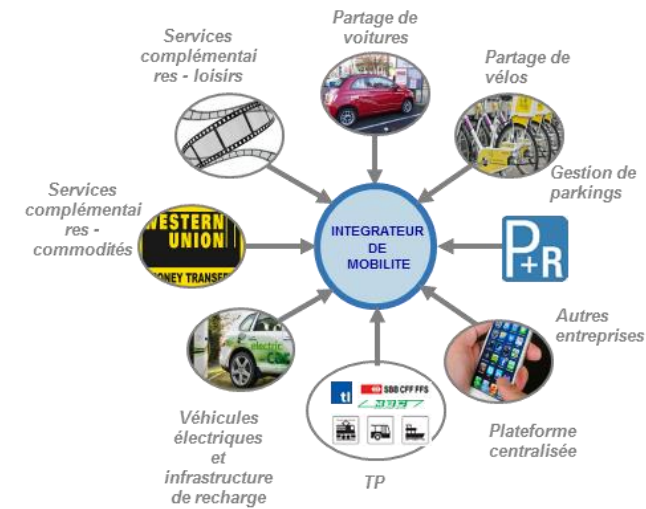 Partage de
voitures
Services
complémentai
res - loisirs
Partage de
vélos
Gestion de
parkings
Services
complémentai
res -
commodités
WESTERN
UNION
MONEY TRANSFER
INTEGRATEUR
DE
MOBILITE
P+R
Autres
entreprises
electric
car
tl
SBB CFF FFS
Véhicules
électriques
et
infrastructure
de recharge
TP
Plateforme
centralisée